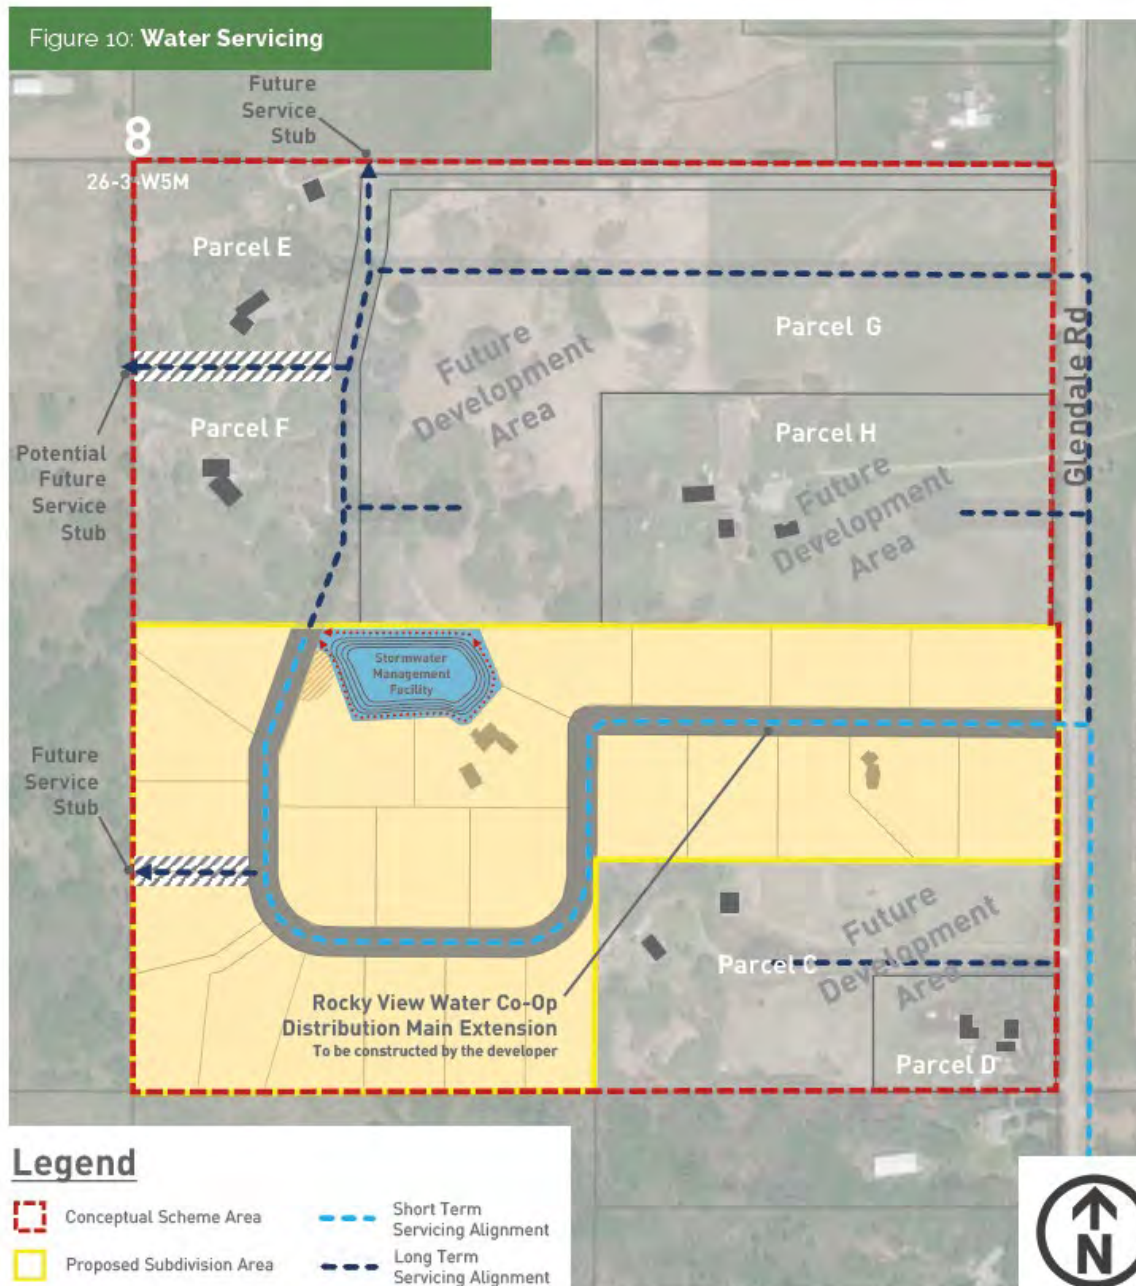 Figure 10: Water Servicing
Future
Service
Stub
8
26-3-W5M
Parcel E
Parcel G
Glendale Rd
Future
Development
Area
Parcel F
Parcel H
Potential
Future
Service
Stub
Future
Development
Area
Stormwater
Management
Facility
Future
Service
Stub
Future
Development
Area
Parcel C
Rocky View Water Co-Op
Distribution Main Extension
To be constructed by the developer
Parcel D
Legend
Conceptual Scheme Area
Proposed Subdivision Area
Short Term
Servicing Alignment
Long Term
Servicing Alignment
N